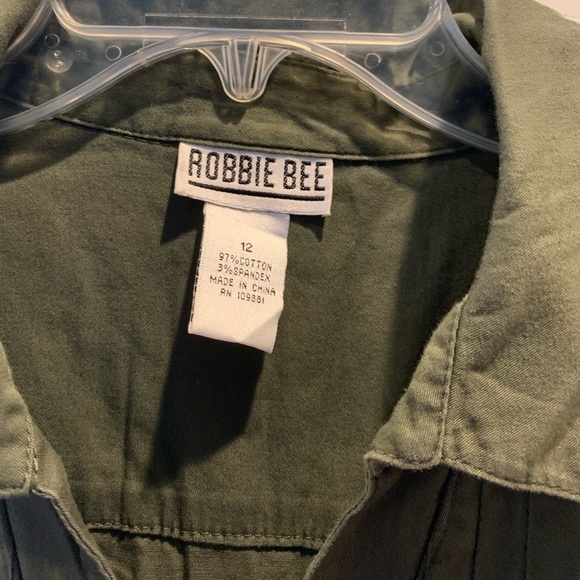 ROBBIE BEE
12
97%COTTON
3%SPANDEX
MADE IN CHINA
RN 109881